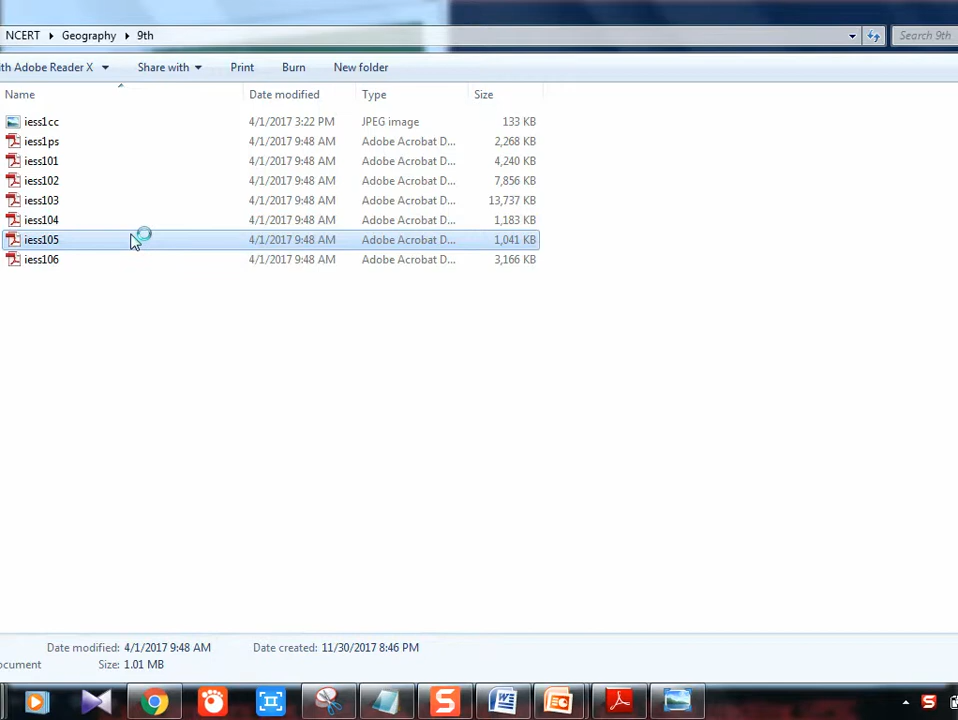 NCERT Geography 9th Search 9th
ith Adobe Reader X Share with Print Burn New folder
Name Date modified Type Size
iess1cc 4/1/2017 3:22 PM JPEG image 133 KB
iess1ps 4/1/2017 9:48 AM Adobe Acrobat D... 2,268 KB
iess101 4/1/2017 9:48 AM Adobe Acrobat D... 4,240 KB
iess102 4/1/2017 9:48 AM Adobe Acrobat D... 7,856 KB
iess103 4/1/2017 9:48 AM Adobe Acrobat D... 13,737 KB
iess104 4/1/2017 9:48 AM Adobe Acrobat D... 1,183 KB
iess105 4/1/2017 9:48 AM Adobe Acrobat D... 1,041 KB
iess106 4/1/2017 9:48 AM Adobe Acrobat D... 3,166 KB
Date modified: 4/1/2017 9:48 AM Date created: 11/30/2017 8:46 PM
ocument Size: 1.01 MB